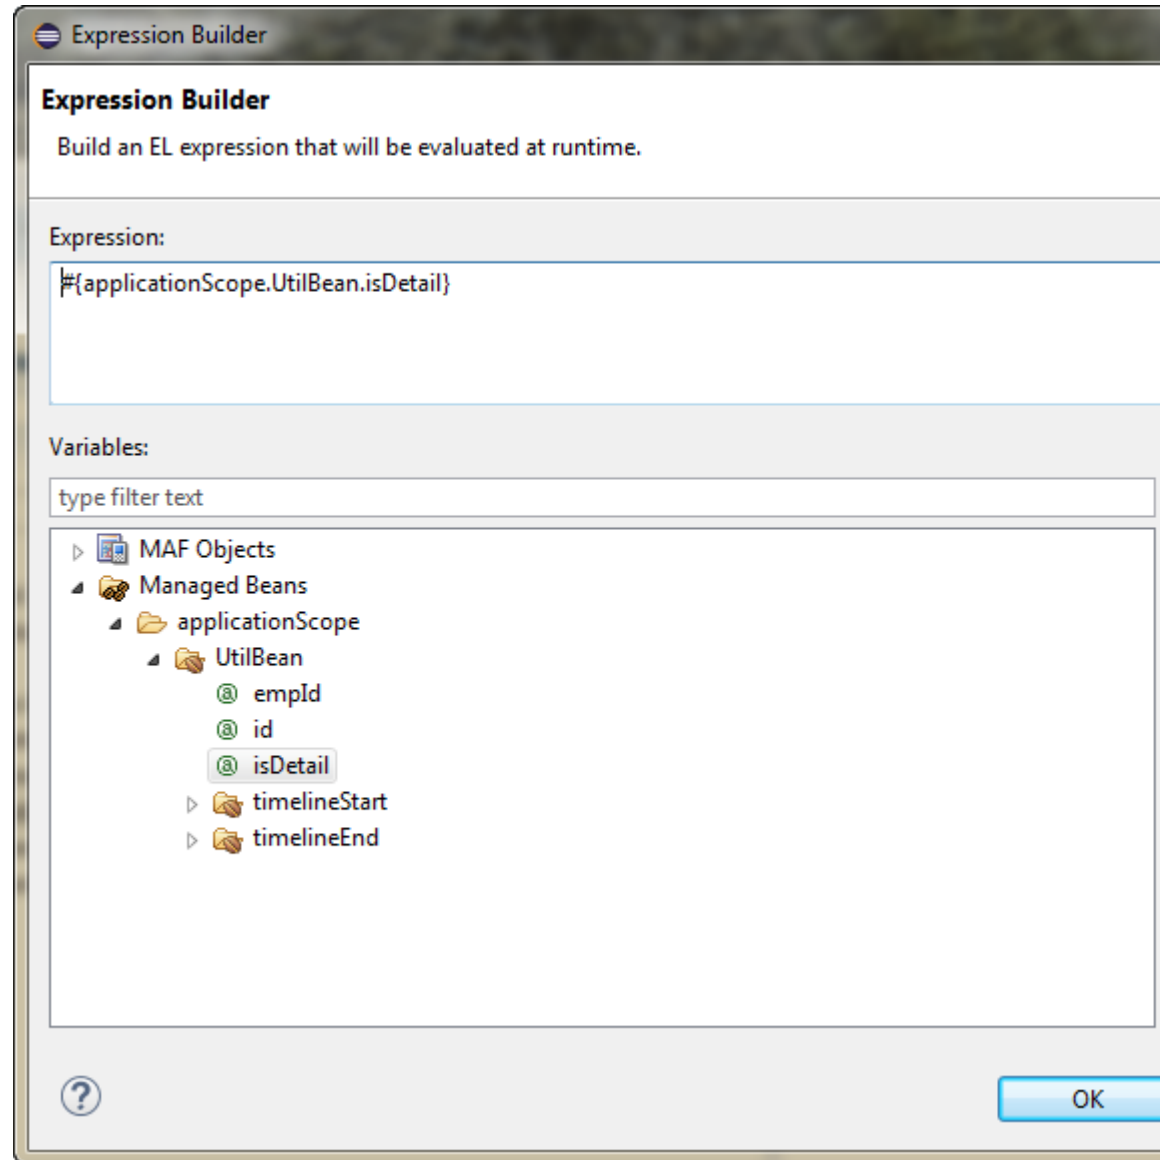 Expression Builder
Expression Builder
Build an EL expression that will be evaluated at runtime.
Expression:
#{applicationScope.UtilBean.isDetail}
Variables:
type filter text
MAF Objects
Managed Beans
applicationScope
UtilBean
@ empId
@ id
@ isDetail
timelineStart
timelineEnd
?
OK